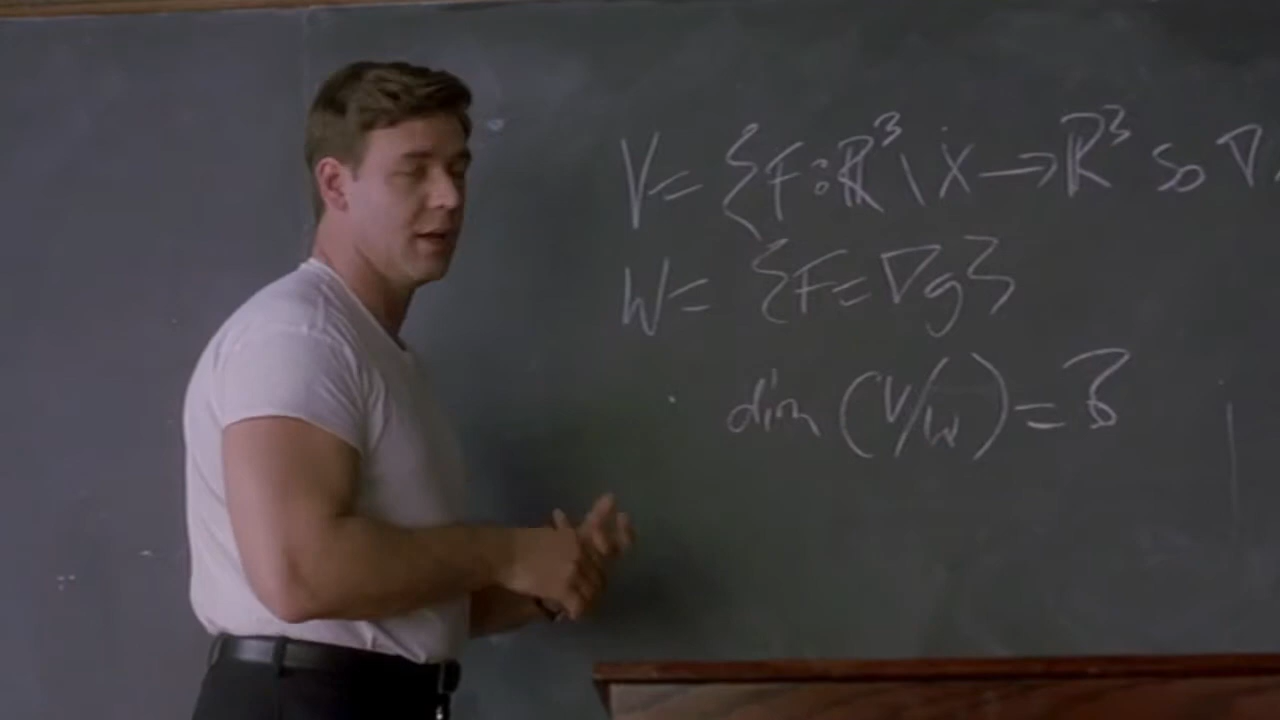 V = {F : R³ \ X → R³ so ∇
W = {F = ∇g}
dim (V/W) = 8